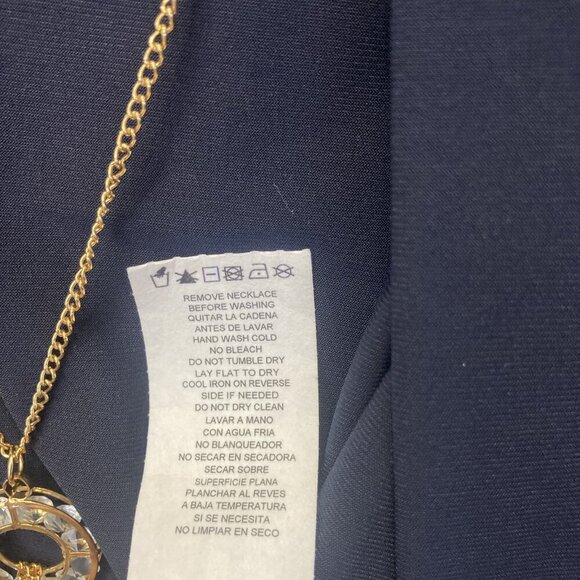 REMOVE NECKLACE
BEFORE WASHING
QUITAR LA CADENA
ANTES DE LAVAR
HAND WASH COLD
NO BLEACH
DO NOT TUMBLE DRY
LAY FLAT TO DRY
COOL IRON ON REVERSE
SIDE IF NEEDED
DO NOT DRY CLEAN
LAVAR A MANO
CON AGUA FRIA
NO BLANQUEADOR
NO SECAR EN SECADORA
SECAR SOBRE
SUPERFICIE PLANA
PLANCHAR AL REVES
A BAJA TEMPERATURA
SI SE NECESITA
NO LIMPIAR EN SECO